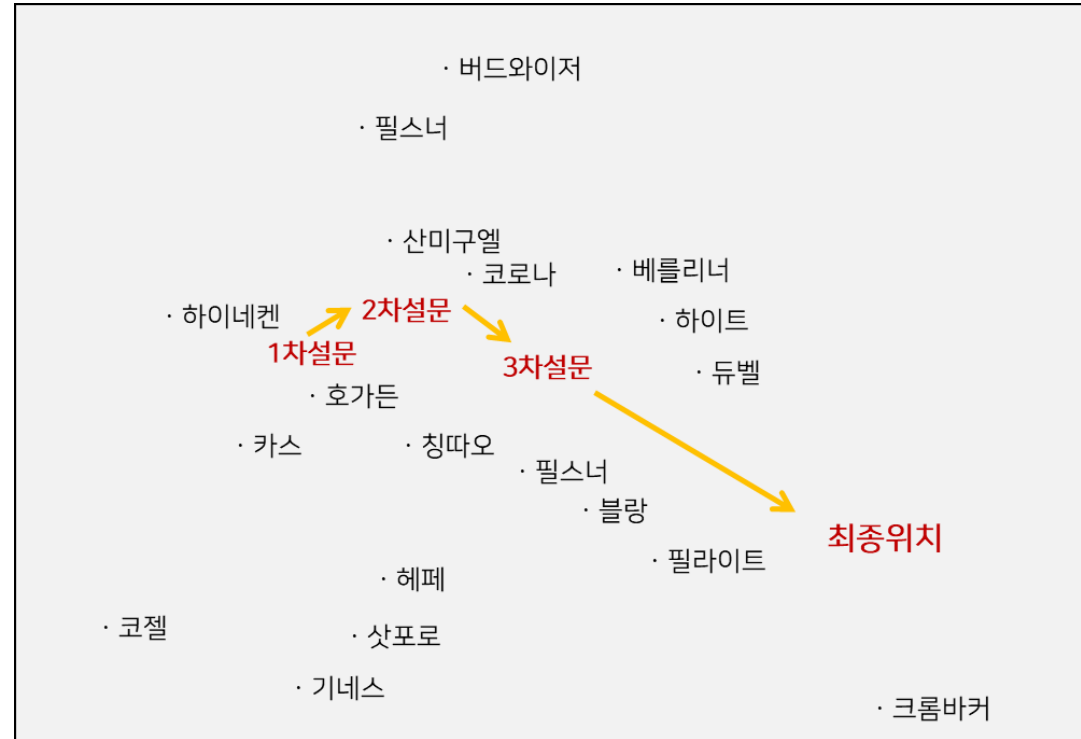 · 버드와이저
· 필스너
· 산미구엘
· 코로나
· 베를리너
· 하이네켄
2차설문
· 하이트
1차설문
3차설문
· 듀벨
· 호가든
· 카스
· 칭따오
· 필스너
· 블랑
최종위치
· 필라이트
· 헤페
· 코젤
· 삿포로
· 기네스
· 크롬바커